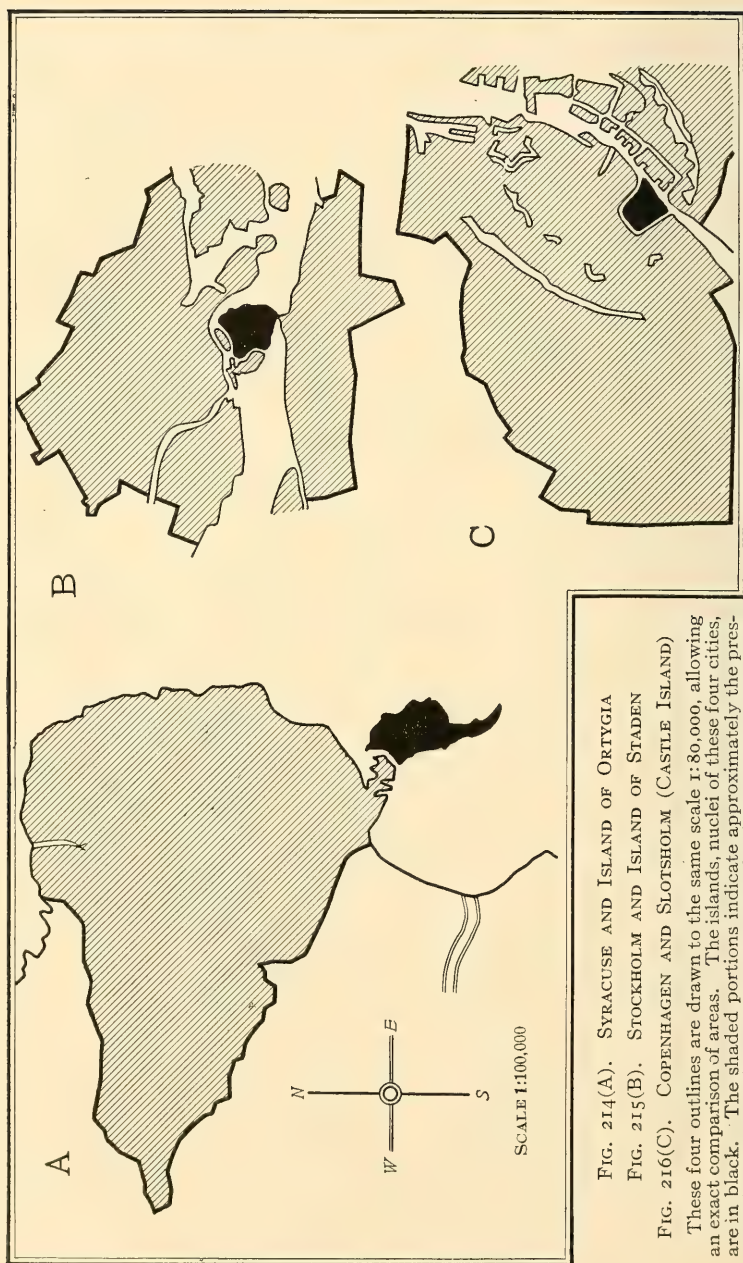 A
B
C
N
W E
S
SCALE 1:100,000
FIG. 214(A). SYRACUSE AND ISLAND OF ORTYGIA
FIG. 215(B). STOCKHOLM AND ISLAND OF STADEN
FIG. 216(C). COPENHAGEN AND SLOTSHOLM (CASTLE ISLAND)
These four outlines are drawn to the same scale 1:80,000, allowing
an exact comparison of areas. The islands, nuclei of these four cities,
are in black. The shaded portions indicate approximately the pres-